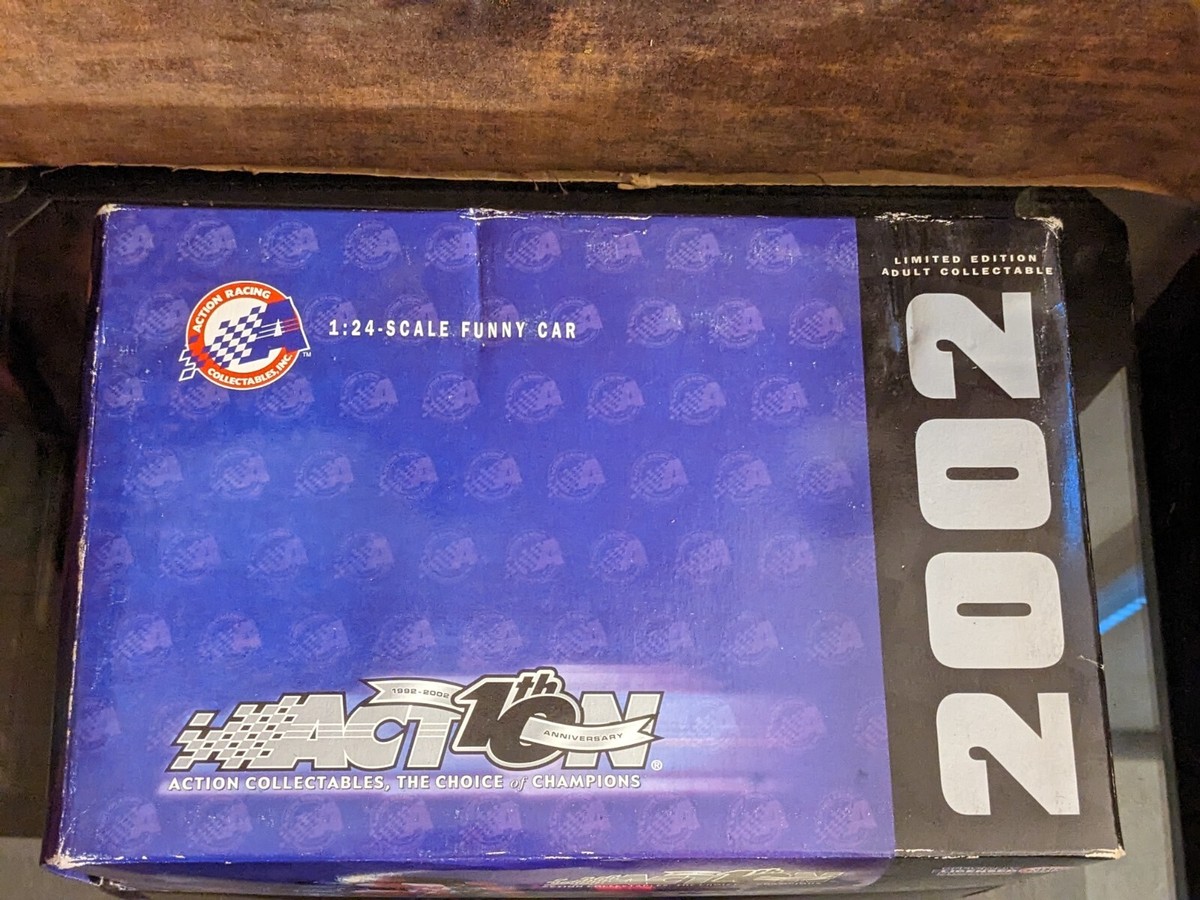 LIMITED EDITION
ADULT COLLECTABLE
ACTION RACING
COLLECTABLES, INC.
TM
1:24-SCALE FUNNY CAR
2002
1992-2002
ACTION
10th
ANNIVERSARY
®
ACTION COLLECTABLES, THE CHOICE of CHAMPIONS